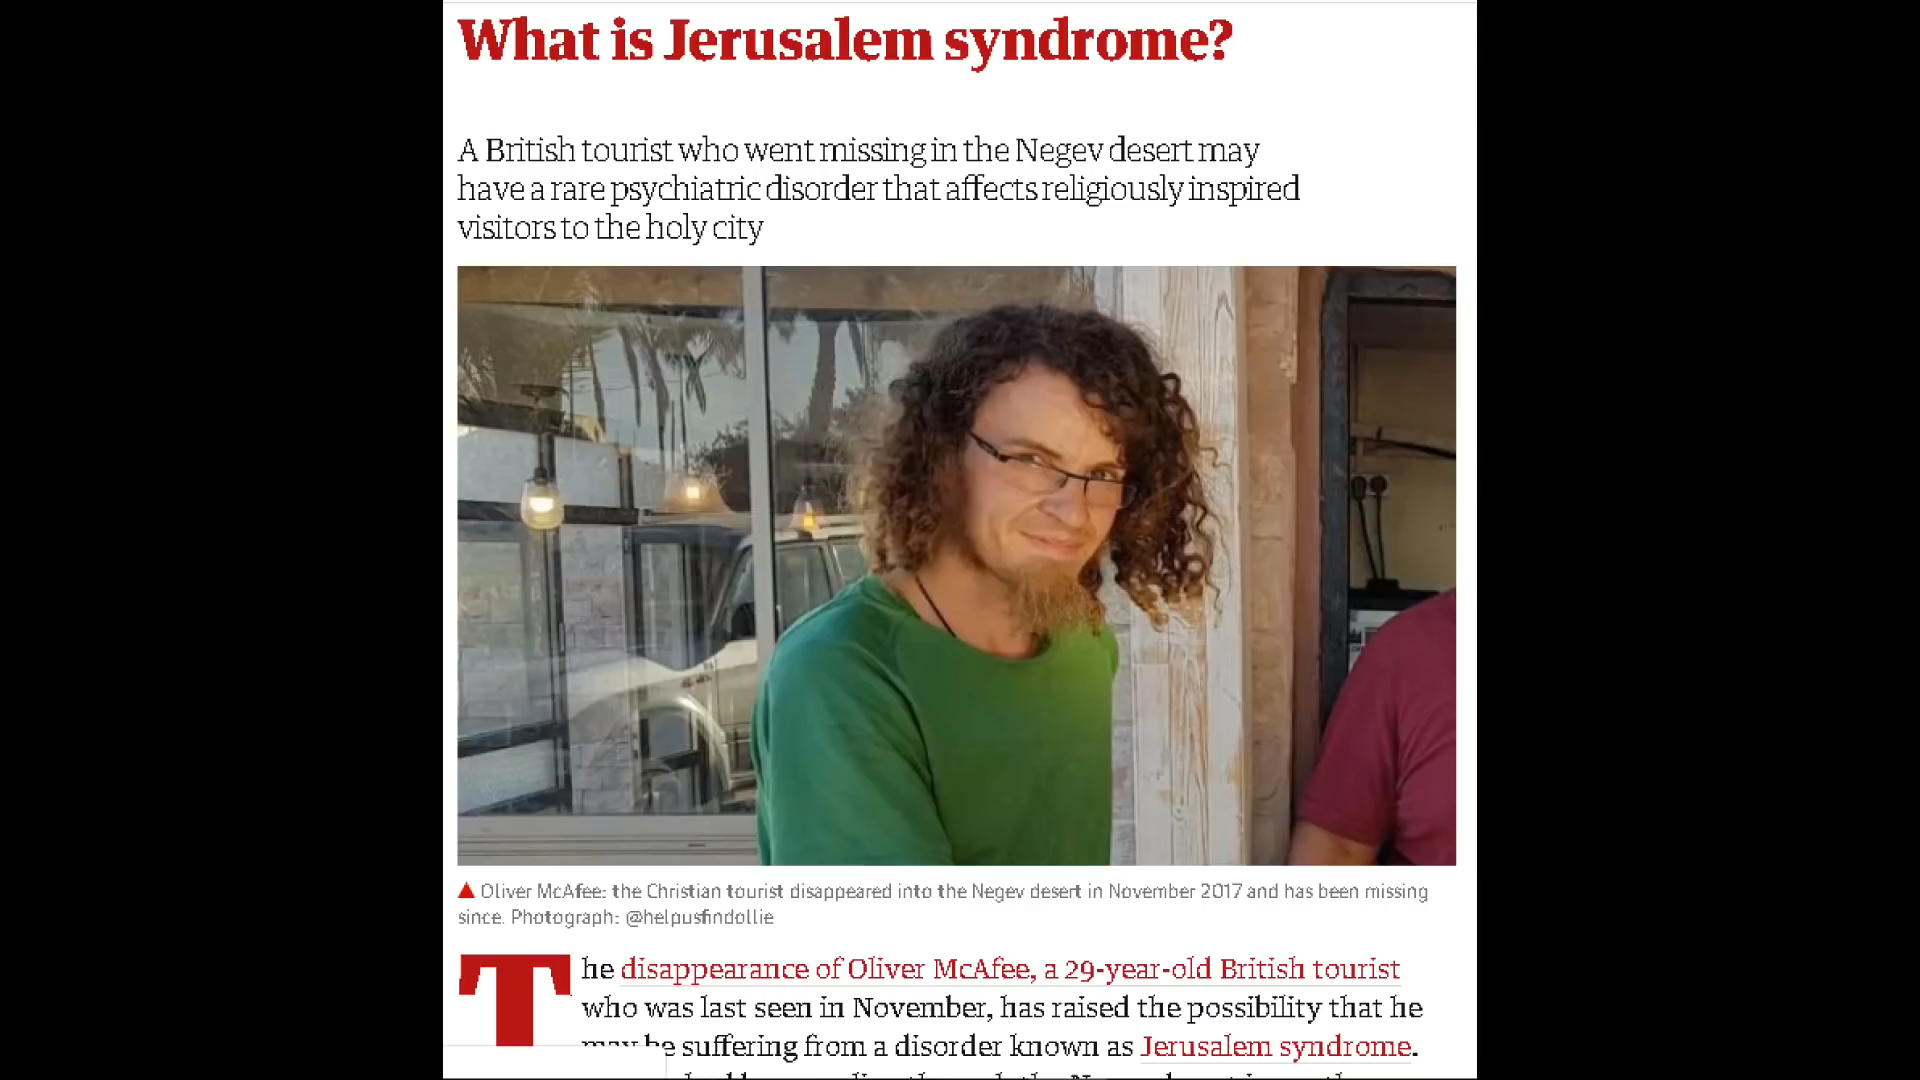 What is Jerusalem syndrome?
A British tourist who went missing in the Negev desert may
have a rare psychiatric disorder that affects religiously inspired
visitors to the holy city
Oliver McAfee: the Christian tourist disappeared into the Negev desert in November 2017 and has been missing
since. Photograph: @helpusfindollie
The disappearance of Oliver McAfee, a 29-year-old British tourist
who was last seen in November, has raised the possibility that he
may be suffering from a disorder known as Jerusalem syndrome.